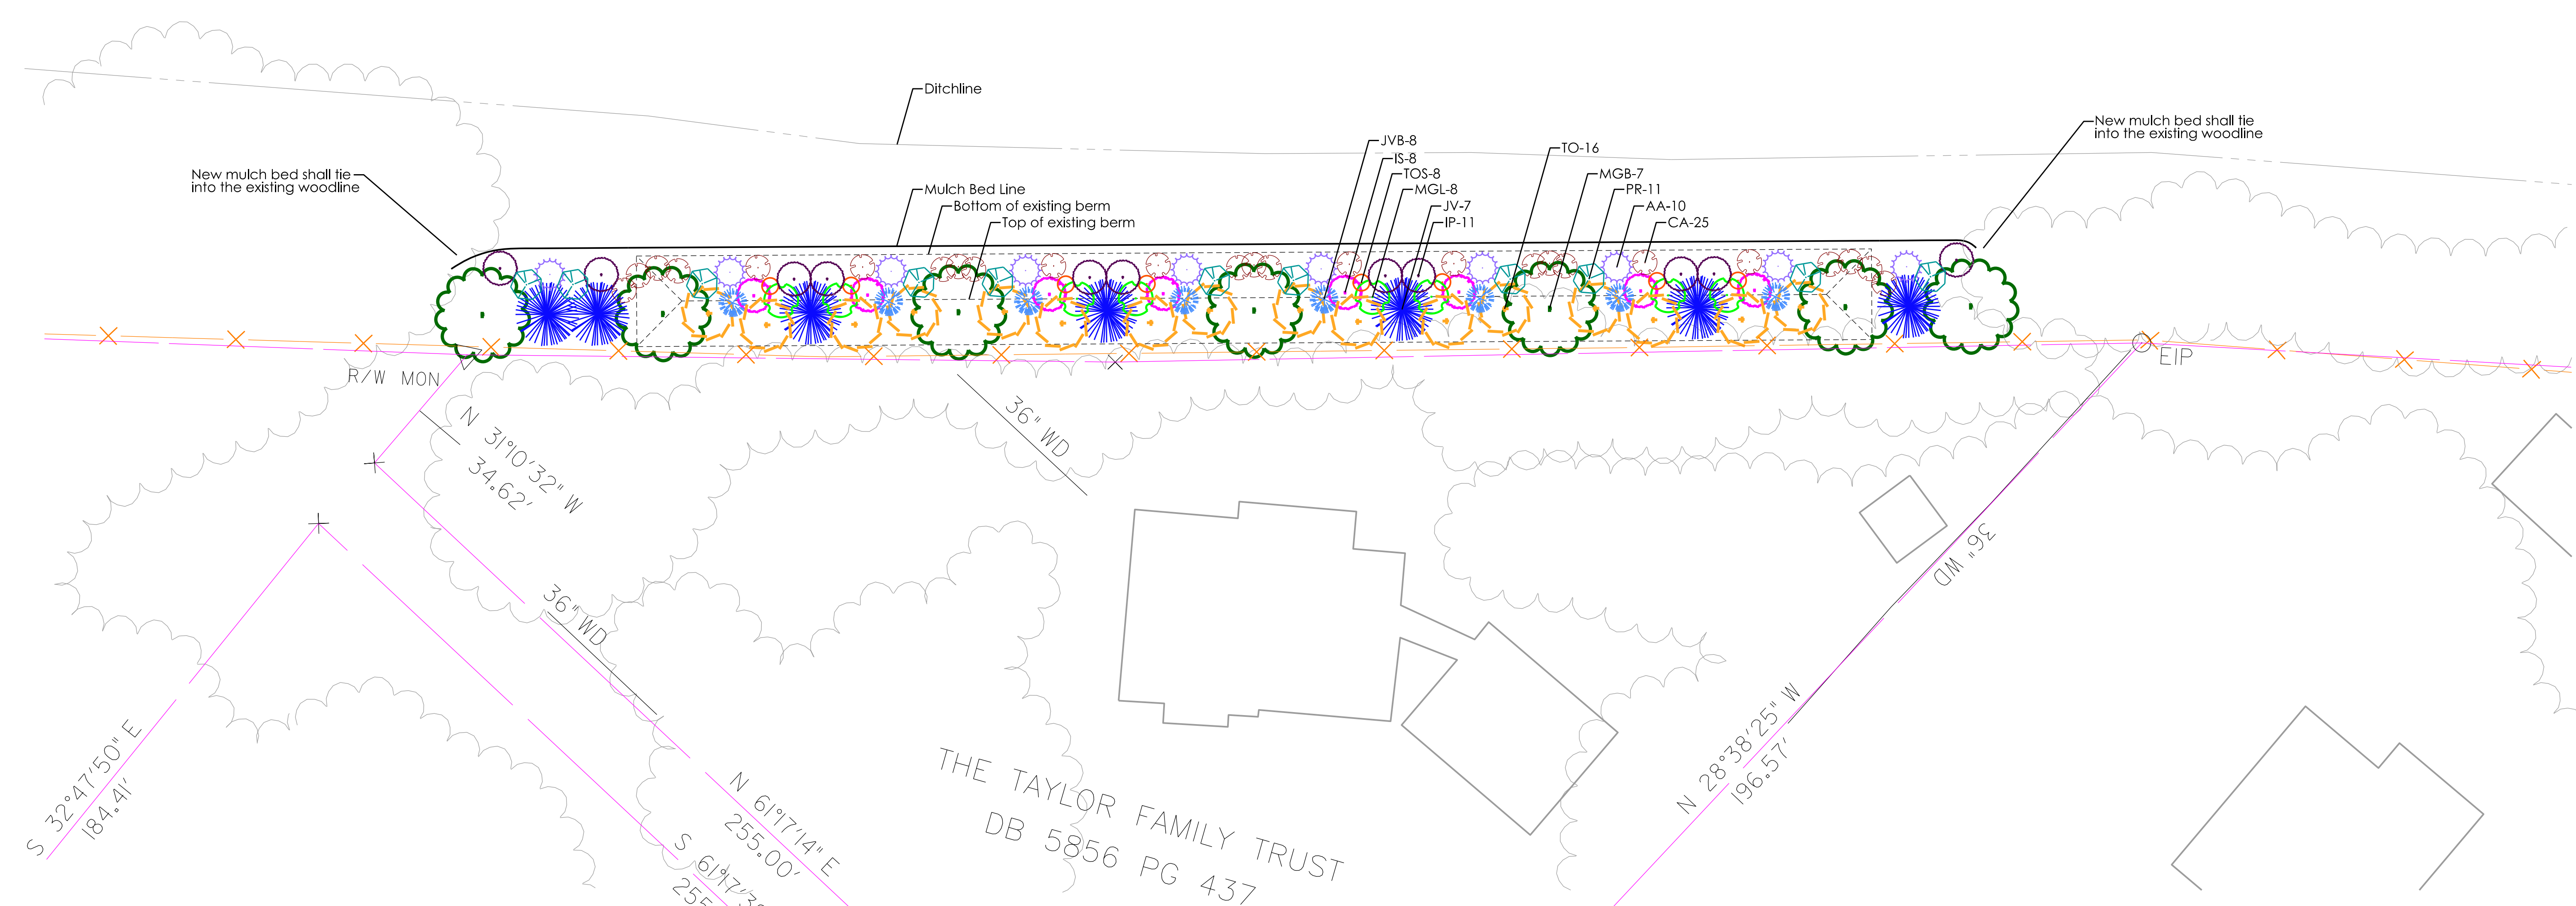 Ditchline
New mulch bed shall tie
into the existing woodline
JVB-8
IS-8
TOS-8
MGL-8
JV-7
IP-11
TO-16
MGB-7
PR-11
AA-10
CA-25
New mulch bed shall tie
into the existing woodline
Mulch Bed Line
Bottom of existing berm
Top of existing berm
R/W MON
EIP
N 31°10'32" W
34.62'
36" WD
36" WD
36" WD
S 32°47'50" E
184.41'
N 61°17'14" E
255.00'
S 61°17'3
255
THE TAYLOR FAMILY TRUST
DB 5856 PG 437
N 28°38'25" W
196.57'